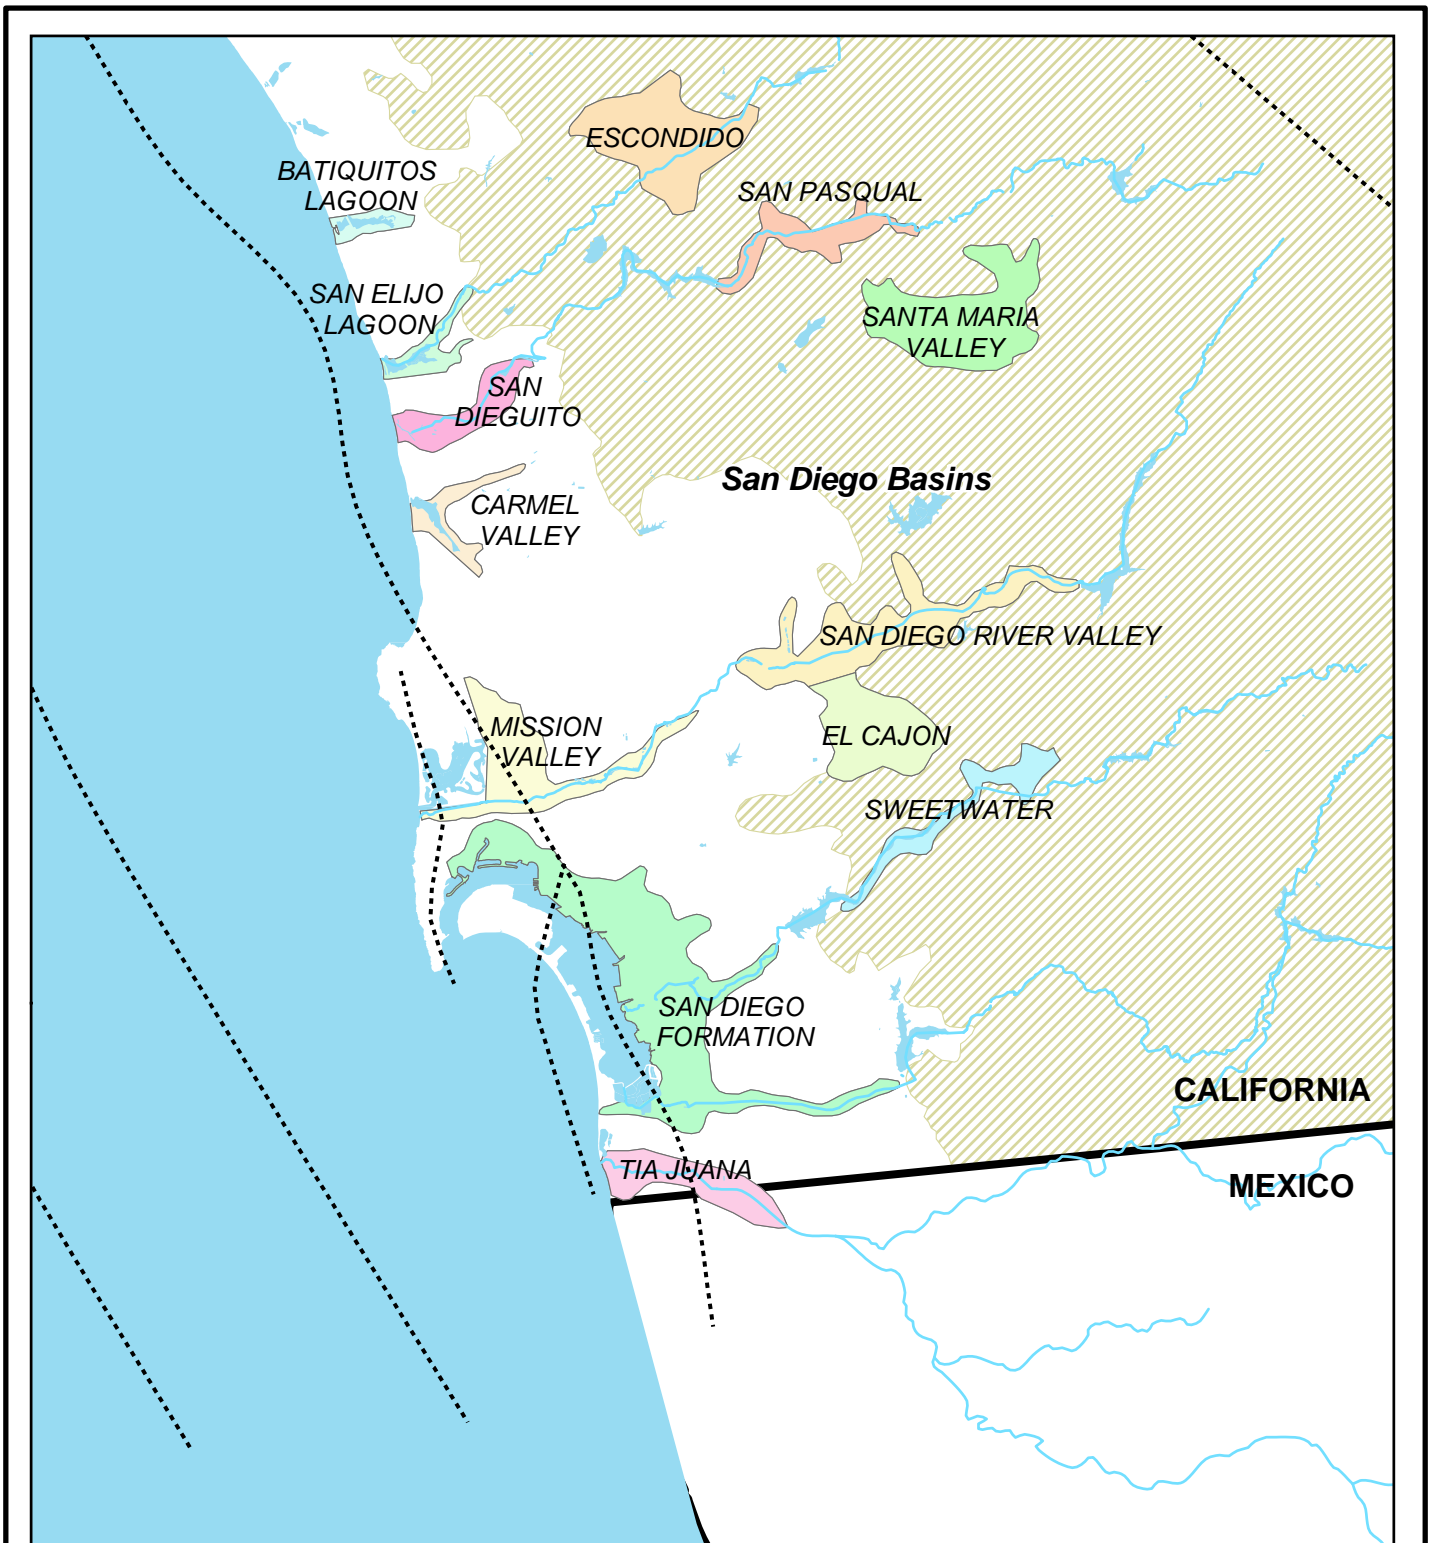 ESCONDIDO
BATIQUITOS
LAGOON
SAN PASQUAL
SAN ELIJO
LAGOON
SANTA MARIA
VALLEY
SAN
DIEGUITO
San Diego Basins
CARMEL
VALLEY
SAN DIEGO RIVER VALLEY
MISSION
VALLEY
EL CAJON
SWEETWATER
SAN DIEGO
FORMATION
CALIFORNIA
TIA JUANA
MEXICO